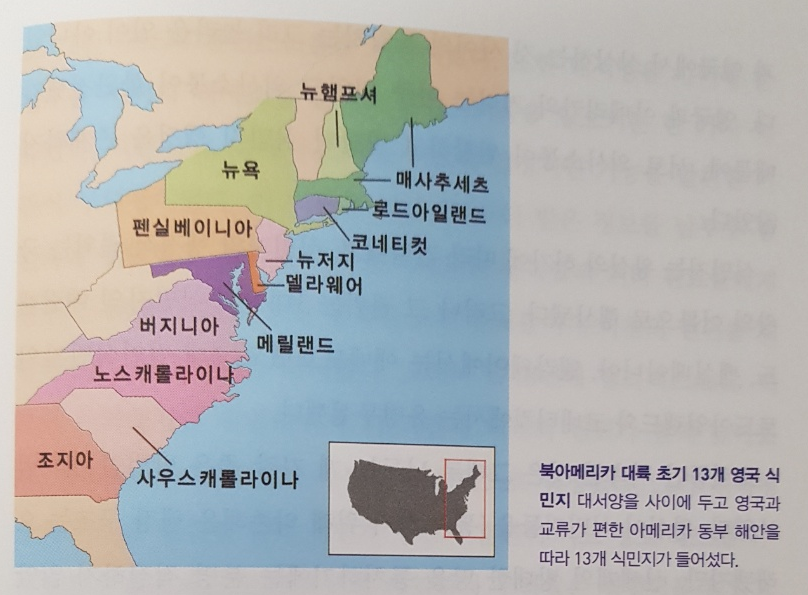 뉴햄프셔
뉴욕
매사추세츠
로드아일랜드
펜실베이니아
코네티컷
뉴저지
델라웨어
버지니아
메릴랜드
노스캐롤라이나
조지아
사우스캐롤라이나
북아메리카 대륙 초기 13개 영국 식
민지 대서양을 사이에 두고 영국과
교류가 편한 아메리카 동부 해안을
따라 13개 식민지가 들어섰다.